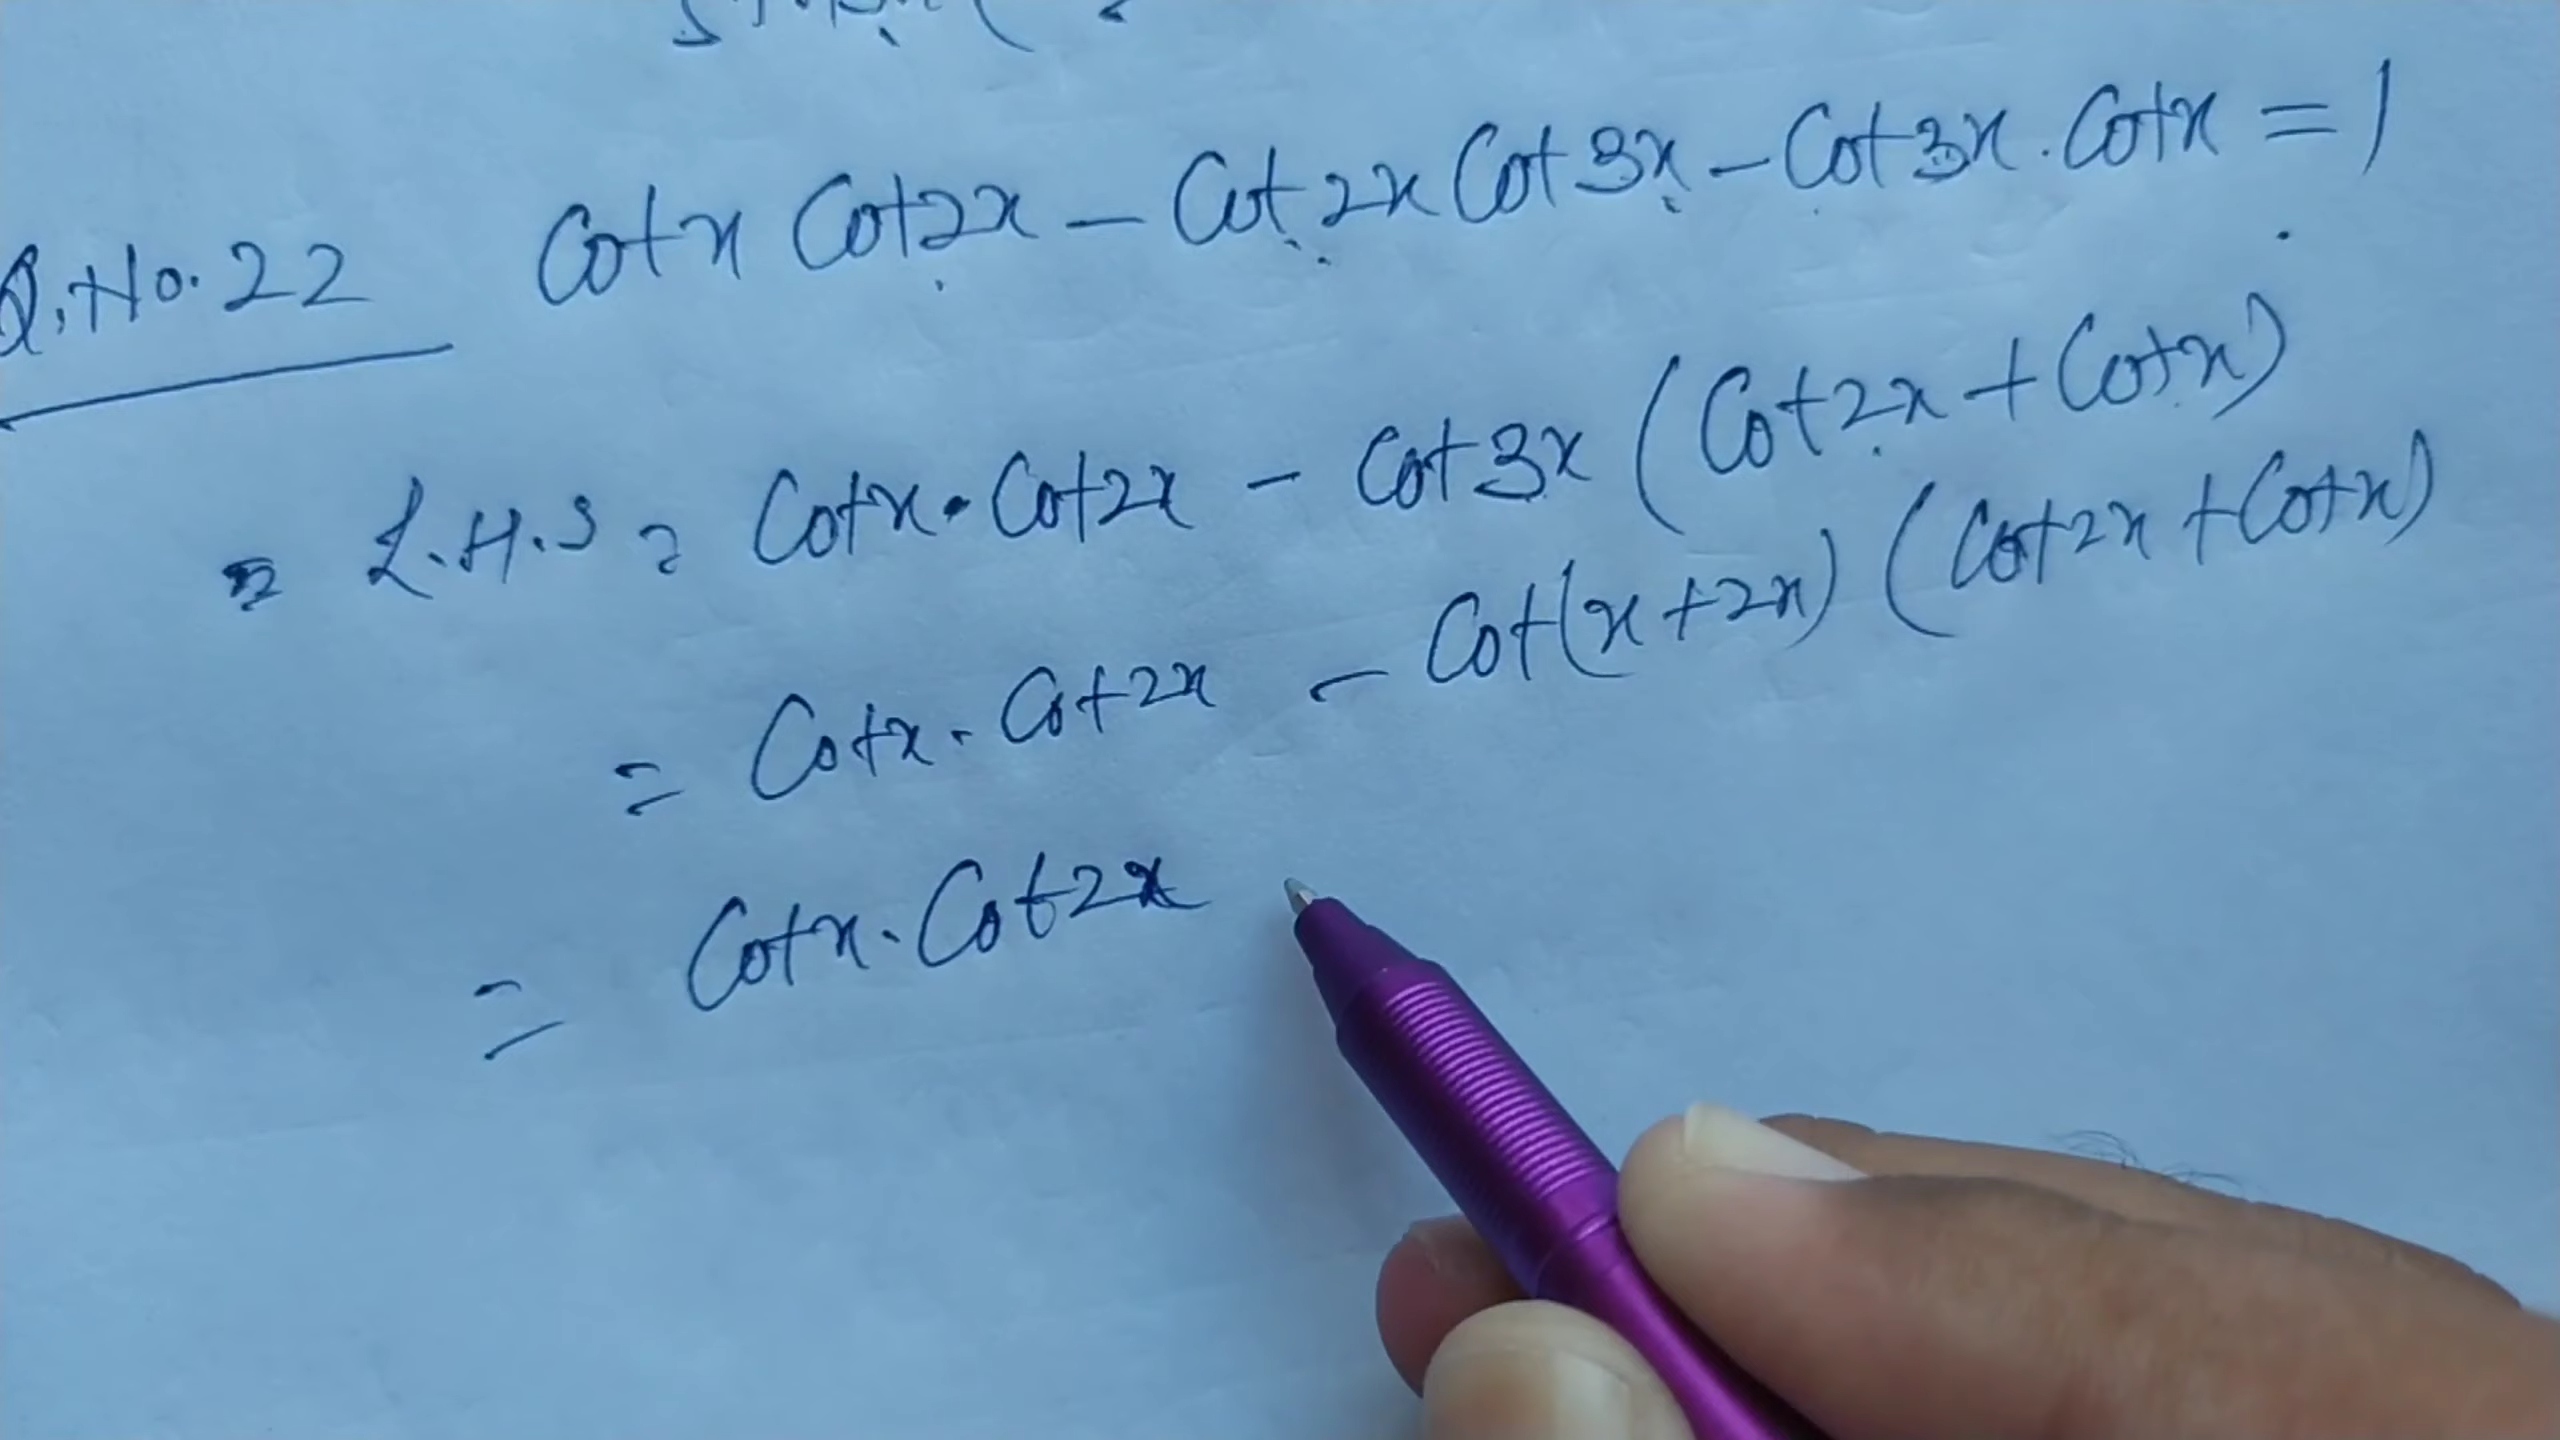 Q.No.22 Cotx Cot2x - Cot2x Cot3x - Cot3x . Cotx = 1
= L.H.S = Cotx . Cot2x - Cot3x (Cot2x + Cotx)
= Cotx . Cot2x - Cot(x+2x) (Cot2x + Cotx)
= Cotx . Cot2x